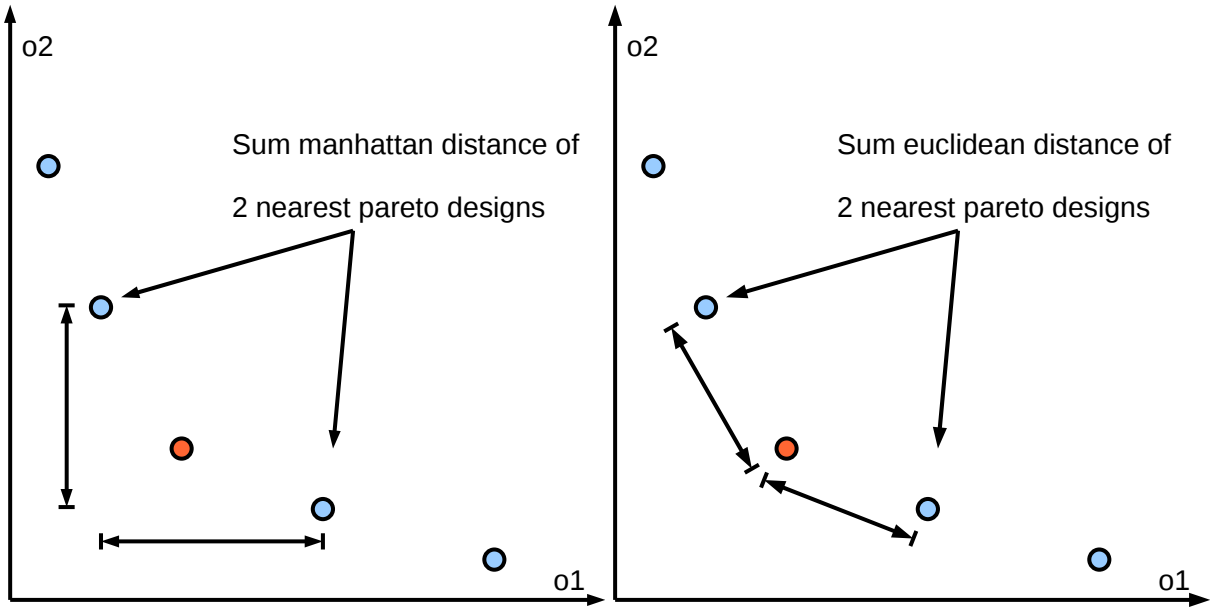 o2
Sum manhattan distance of
2 nearest pareto designs
o1
o2
Sum euclidean distance of
2 nearest pareto designs
o1